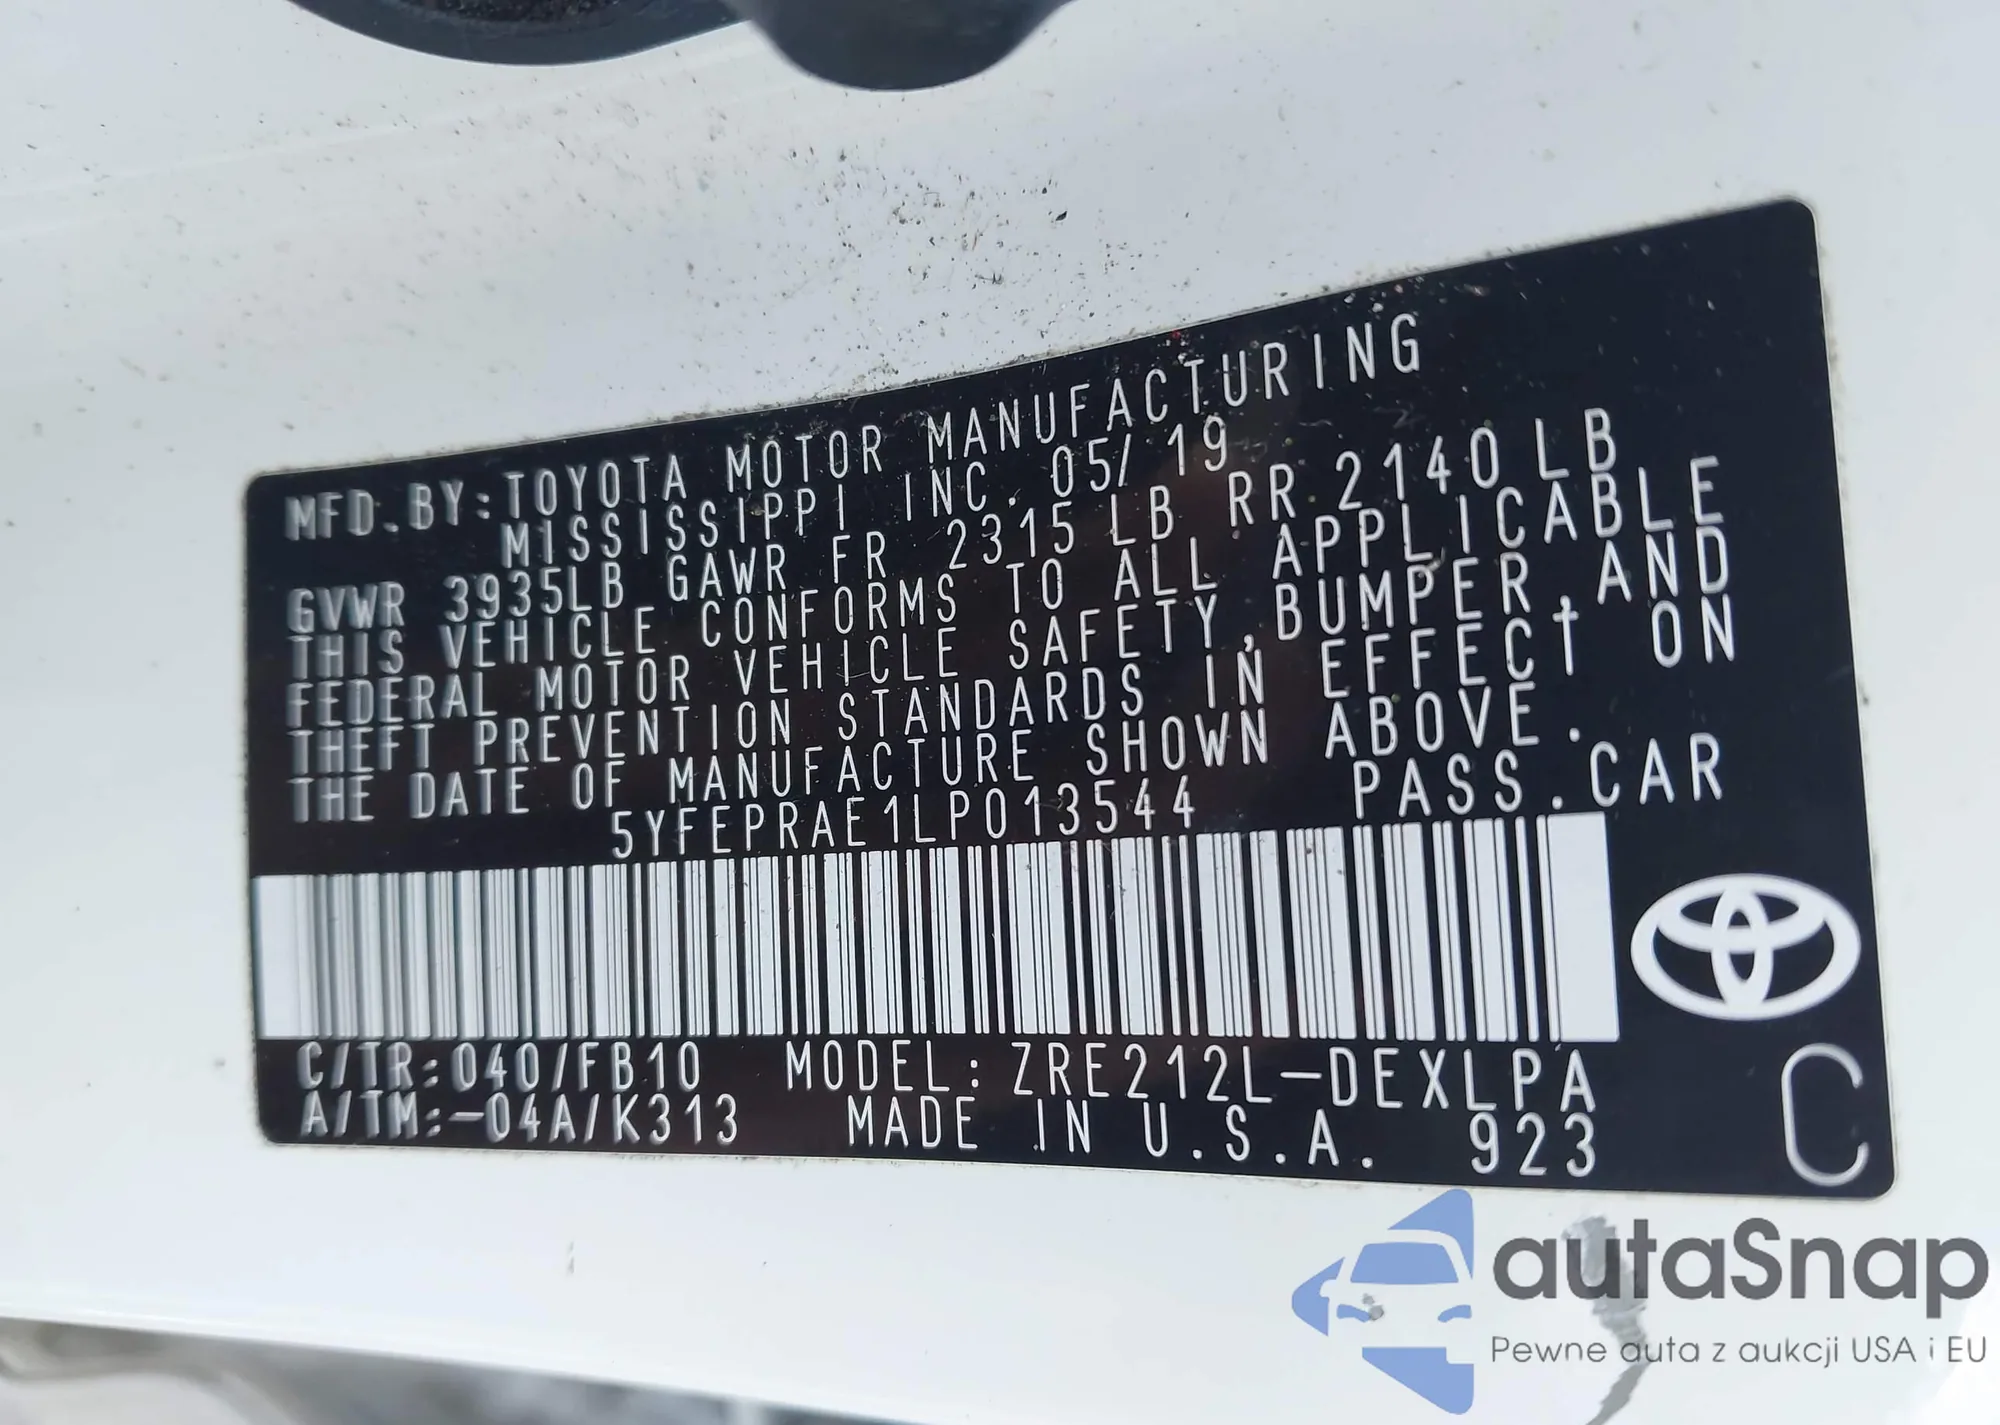 MFD.BY:TOYOTA MOTOR MANUFACTURING
MISSISSIPPI INC. 05/19
GVWR 3935LB GAWR FR 2315 LB RR 2140 LB
THIS VEHICLE CONFORMS TO ALL APPLICABLE
FEDERAL MOTOR VEHICLE SAFETY,BUMPER,AND
THEFT PREVENTION STANDARDS IN EFFECT ON
THE DATE OF MANUFACTURE SHOWN ABOVE.
5YFEPRAE1LP013544 PASS.CAR
C/TR:040/FB10 MODEL:ZRE212L-DEXLPA
A/TM:-04A/K313 MADE IN U.S.A. 923
C
autaSnap
Pewne auta z aukcji USA i EU